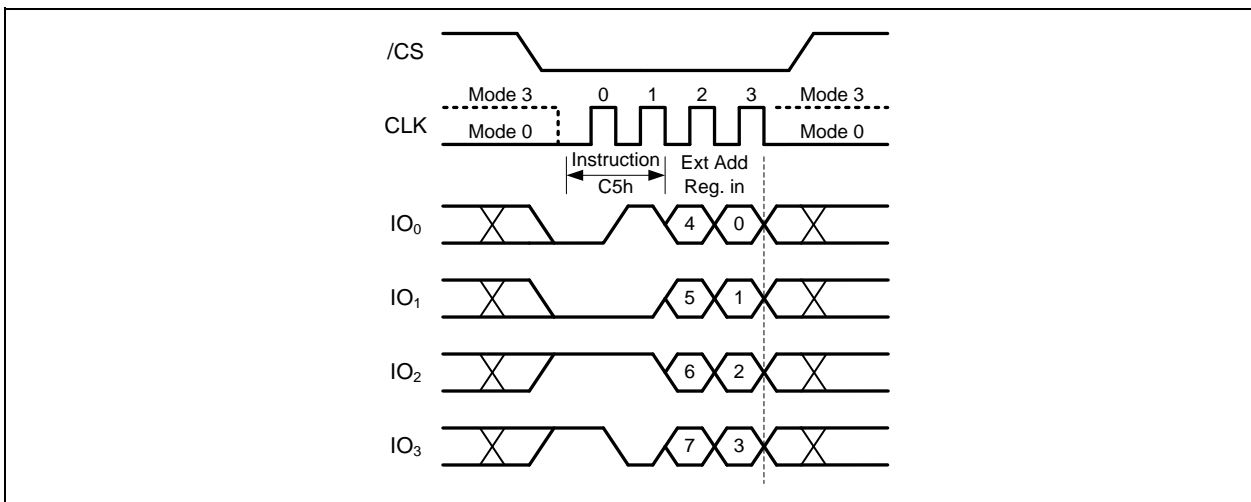 /CS
Mode 3 0 1 2 3 Mode 3
CLK Mode 0 Mode 0
Instruction Ext Add
C5h Reg. in
IO₀ 4 0
IO₁ 5 1
IO₂ 6 2
IO₃ 7 3